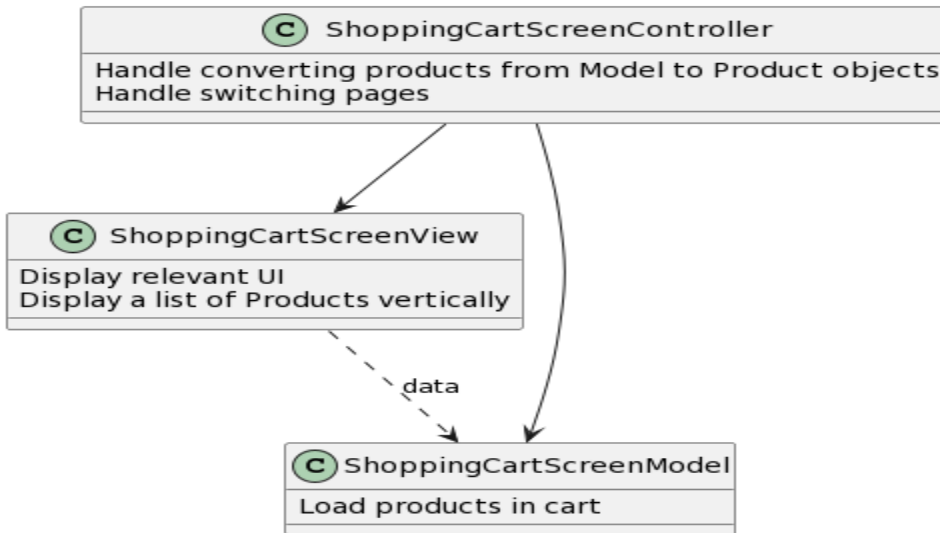 C ShoppingCartScreenController
Handle converting products from Model to Product objects
Handle switching pages
C ShoppingCartScreenView
Display relevant UI
Display a list of Products vertically
data
C ShoppingCartScreenModel
Load products in cart